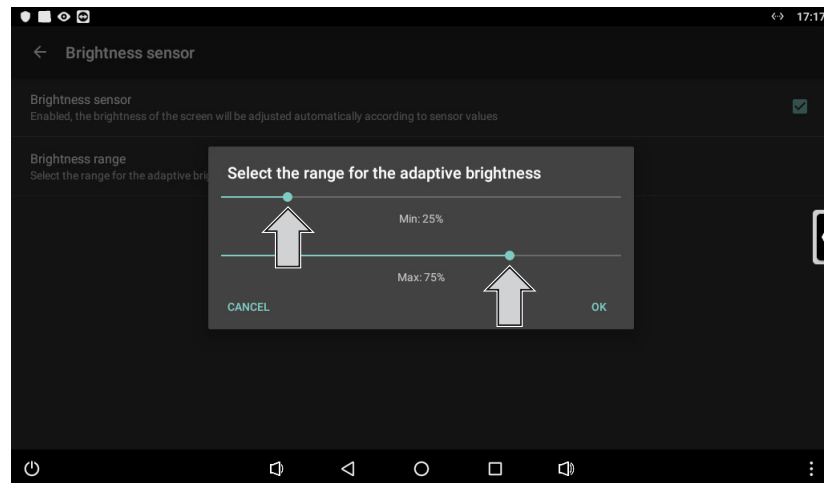 17:17
Brightness sensor
Brightness sensor
Enabled, the brightness of the screen will be adjusted automatically according to sensor values
Brightness range
Select the range for the adaptive
Select the range for the adaptive brightness
Min: 25%
Max: 75%
CANCEL
OK